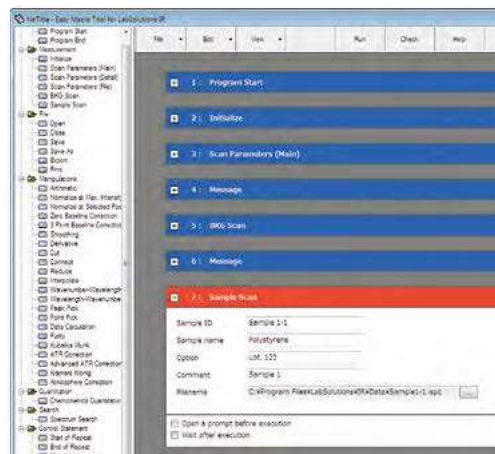 NoTitle - Easy Macro Tool for LabSolutions IR
File
Edit
View
Run
Check
Help
Program Start
Program End
Measurement
Initialize
Scan Parameters (Main)
Scan Parameters (Detail)
Scan Parameters (File)
BKG Scan
Sample Scan
File
Open
Close
Save
Save As
Export
Print
Manipulations
Arithmetic
Normalize at Max. Intensit
Normalize at Selected Poi
Zero Baseline Correction
3 Point Baseline Correction
Smoothing
Derivative
Cut
Connect
Reduce
Interpolate
Wavenumber-Wavelength
Wavelength-Wavenumber
Peak Pick
Point Pick
Data Calculation
Purity
Kubelka Munk
ATR Correction
Advanced ATR Correction
Kramers Kronig
Atmosphere Correction
Quantitation
Chemometrics Quantitation
Search
Spectrum Search
Control Statement
Start of Repeat
End of Repeat
1 : Program Start
2 : Initialize
3 : Scan Parameters (Main)
4 : Message
5 : BKG Scan
6 : Message
7 : Sample Scan
Sample ID Sample 1-1
Sample name Polystyrene
Option Lot. 123
Comment Sample 1
Filename C:¥Program Files¥LabSolutions¥IR¥Data¥Sample1-1.ispc ...
Open a prompt before execution
Wait after execution